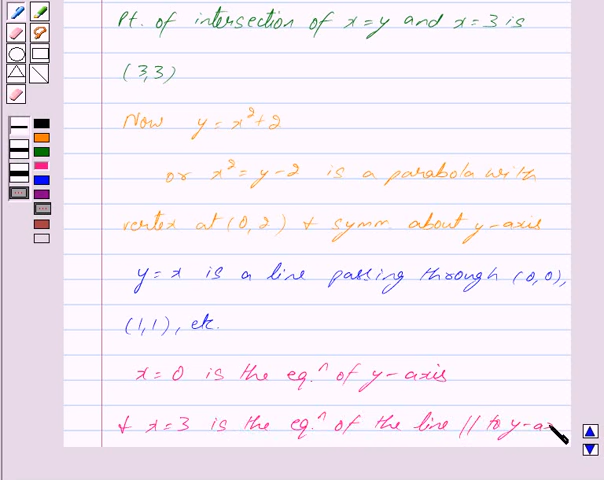 Pt. of intersection of x=y and x=3 is
(3,3)
Now y = x²+2
or x² = y-2 is a parabola with
vertex at (0,2) & symm. about y-axis
y=x is a line passing through (0,0),
(1,1), etc.
x=0 is the eq.ⁿ of y-axis
& x=3 is the eq.ⁿ of the line // to y-a